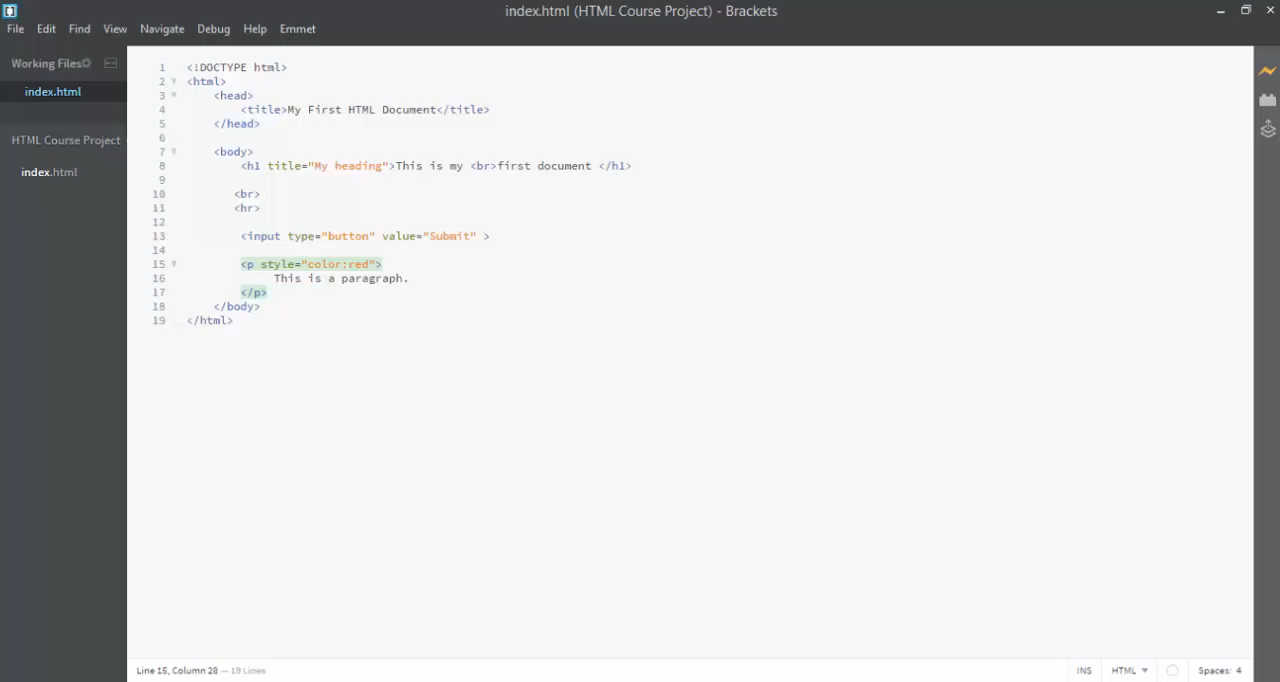 index.html (HTML Course Project) - Brackets
File Edit Find View Navigate Debug Help Emmet
Working Files
index.html
HTML Course Project
index.html
1 <!DOCTYPE html>
2 <html>
3 <head>
4 <title>My First HTML Document</title>
5 </head>
6
7 <body>
8 <h1 title="My heading">This is my <br>first document </h1>
9
10 <br>
11 <hr>
12
13 <input type="button" value="Submit" >
14
15 <p style="color:red">
16 This is a paragraph.
17 </p>
18 </body>
19 </html>
Line 15, Column 28 — 19 Lines
INS HTML Spaces: 4